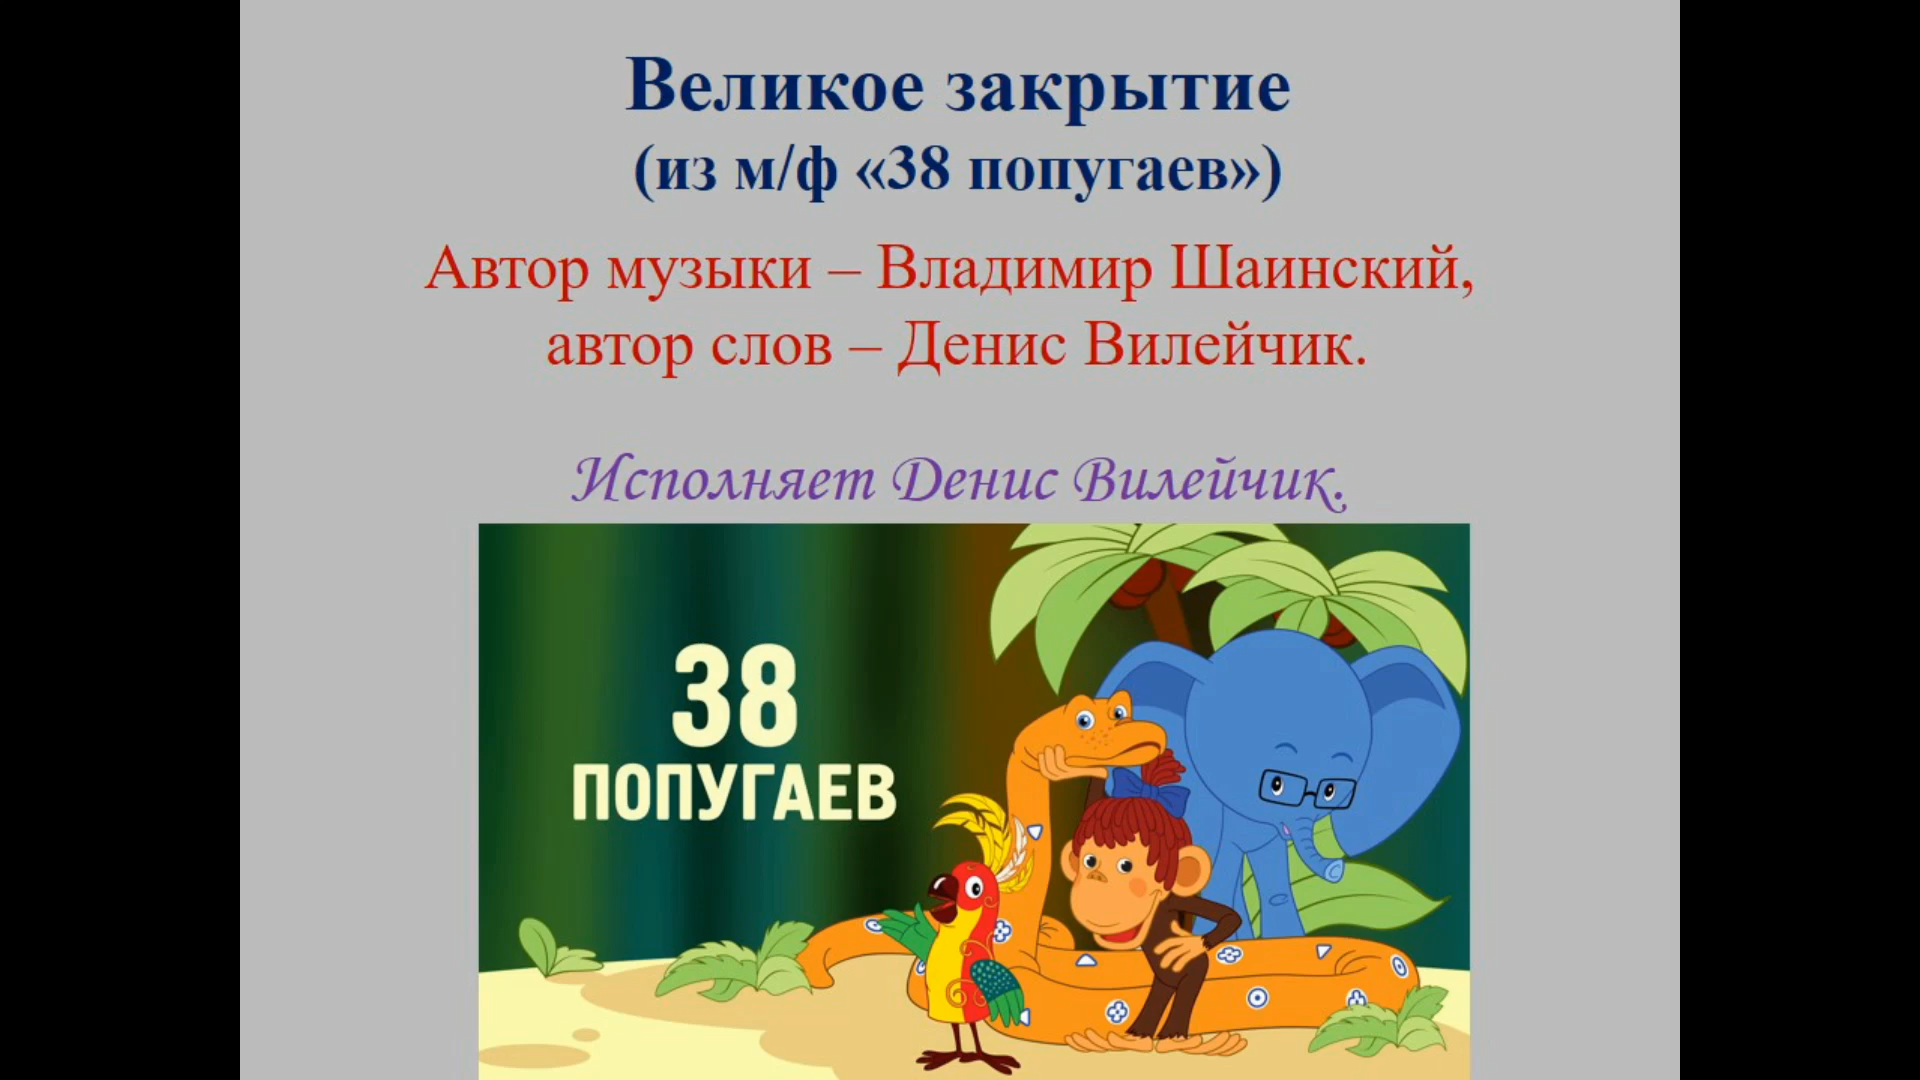 Великое закрытие
(из м/ф «38 попугаев»)
Автор музыки – Владимир Шаинский,
автор слов – Денис Вилейчик.
Исполняет Денис Вилейчик.
38
ПОПУГАЕВ